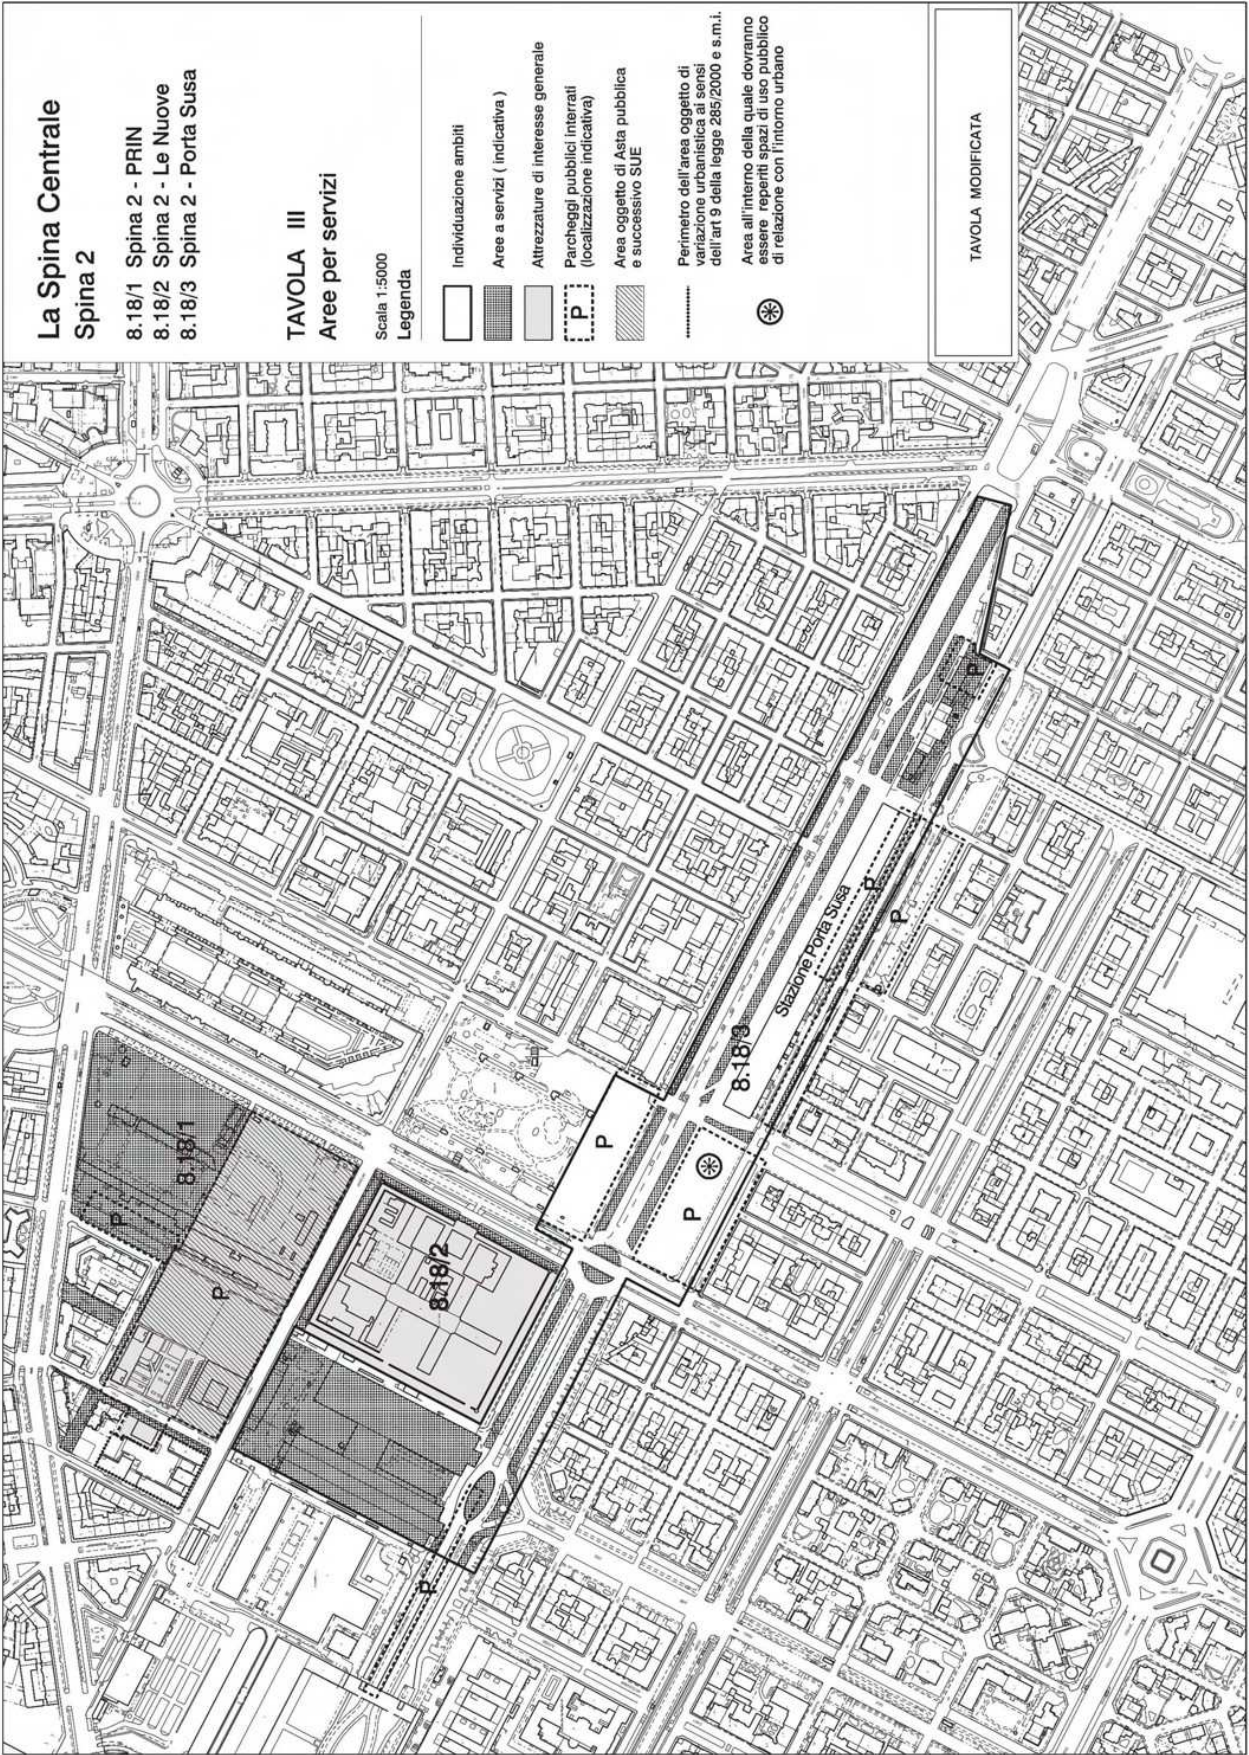 La Spina Centrale
Spina 2
8.18/1 Spina 2 - PRIN
8.18/2 Spina 2 - Le Nuove
8.18/3 Spina 2 - Porta Susa
TAVOLA III
Aree per servizi
Scala 1:5000
Legenda
Individuazione ambiti
Aree a servizi ( indicativa )
Attrezzature di interesse generale
P
Parcheggi pubblici interrati
(localizzazione indicativa)
Area oggetto di Asta pubblica
e successivo SUE
Perimetro dell'area oggetto di
variazione urbanistica ai sensi
dell'art 9 della legge 285/2000 e s.m.i.
Area all'interno della quale dovranno
essere reperiti spazi di uso pubblico
di relazione con l'intorno urbano
TAVOLA MODIFICATA
8.18/1
P
P
8.18/2
P
P
P
8.18/3
Stazione Porta Susa
P
P
P
P